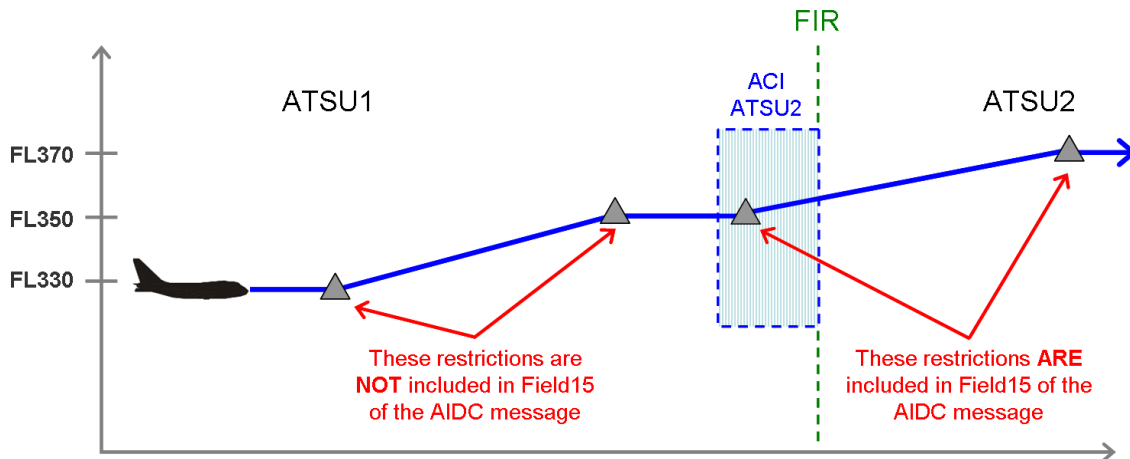 FIR
ACI
ATSU2
ATSU1
ATSU2
FL370
FL350
FL330
These restrictions are
NOT included in Field15
of the AIDC message
These restrictions ARE
included in Field15 of the
AIDC message